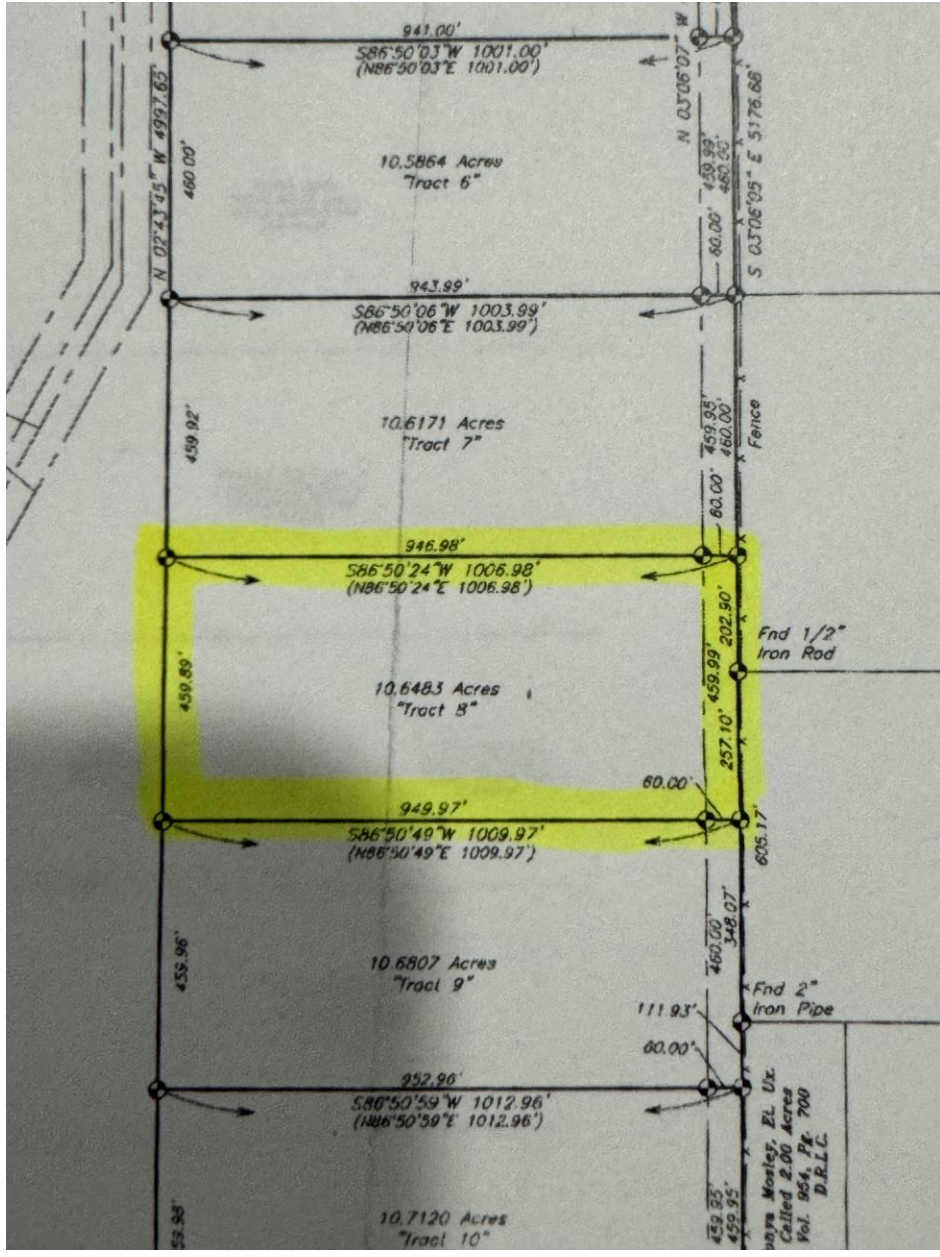 941.00'
S86°50'03"W 1001.00'
(N86°50'03"E 1001.00')
N 03°06'07" W
N 02°43'45" W 4997.65'
460.00'
10.5864 Acres
"Tract 6"
459.99'
460.00'
60.00'
S 03°06'05" E 5176.68'
943.99'
S86°50'06"W 1003.99'
(N86°50'06"E 1003.99')
459.92'
10.6171 Acres
"Tract 7"
459.95'
460.00'
60.00'
Fence
946.98'
S86°50'24"W 1006.98'
(N86°50'24"E 1006.98')
202.90'
Fnd 1/2"
Iron Rod
459.89'
10.6483 Acres
"Tract 8"
459.99'
257.10'
60.00'
949.97'
S86°50'49"W 1009.97'
(N86°50'49"E 1009.97')
605.17'
459.96'
10.6807 Acres
"Tract 9"
460.00'
348.07'
Fnd 2"
Iron Pipe
111.93'
60.00'
952.96'
S86°50'59"W 1012.96'
(N86°50'59"E 1012.96')
59.98'
10.7120 Acres
"Tract 10"
459.95'
459.95'
Mosley, Et. Ux.
Called 2.00 Acres
Vol. 954, Pg. 700
D.R.L.C.